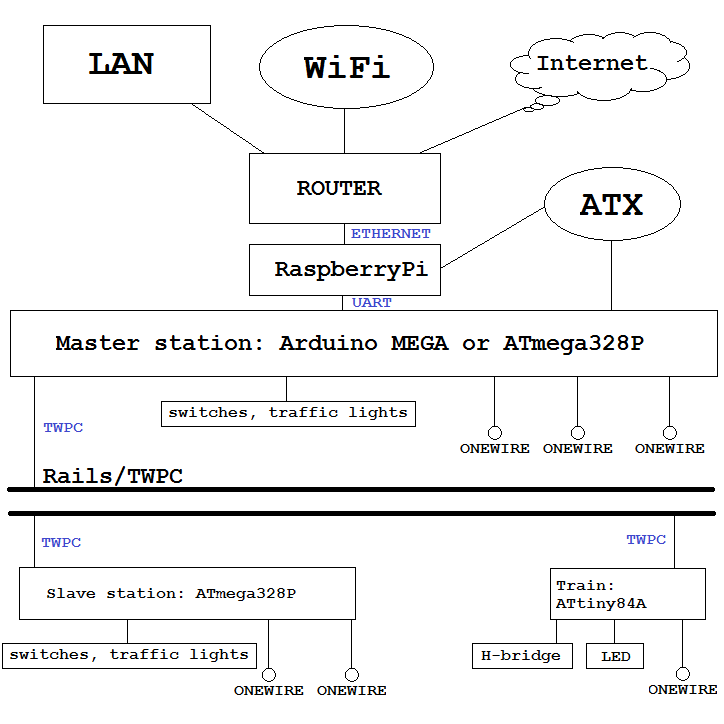 LAN
WiFi
Internet
ROUTER
ATX
ETHERNET
RaspberryPi
UART
Master station: Arduino MEGA or ATmega328P
switches, traffic lights
TWPC
ONEWIRE
ONEWIRE
ONEWIRE
Rails/TWPC
TWPC
TWPC
Slave station: ATmega328P
Train:
ATtiny84A
switches, traffic lights
H-bridge
LED
ONEWIRE
ONEWIRE
ONEWIRE